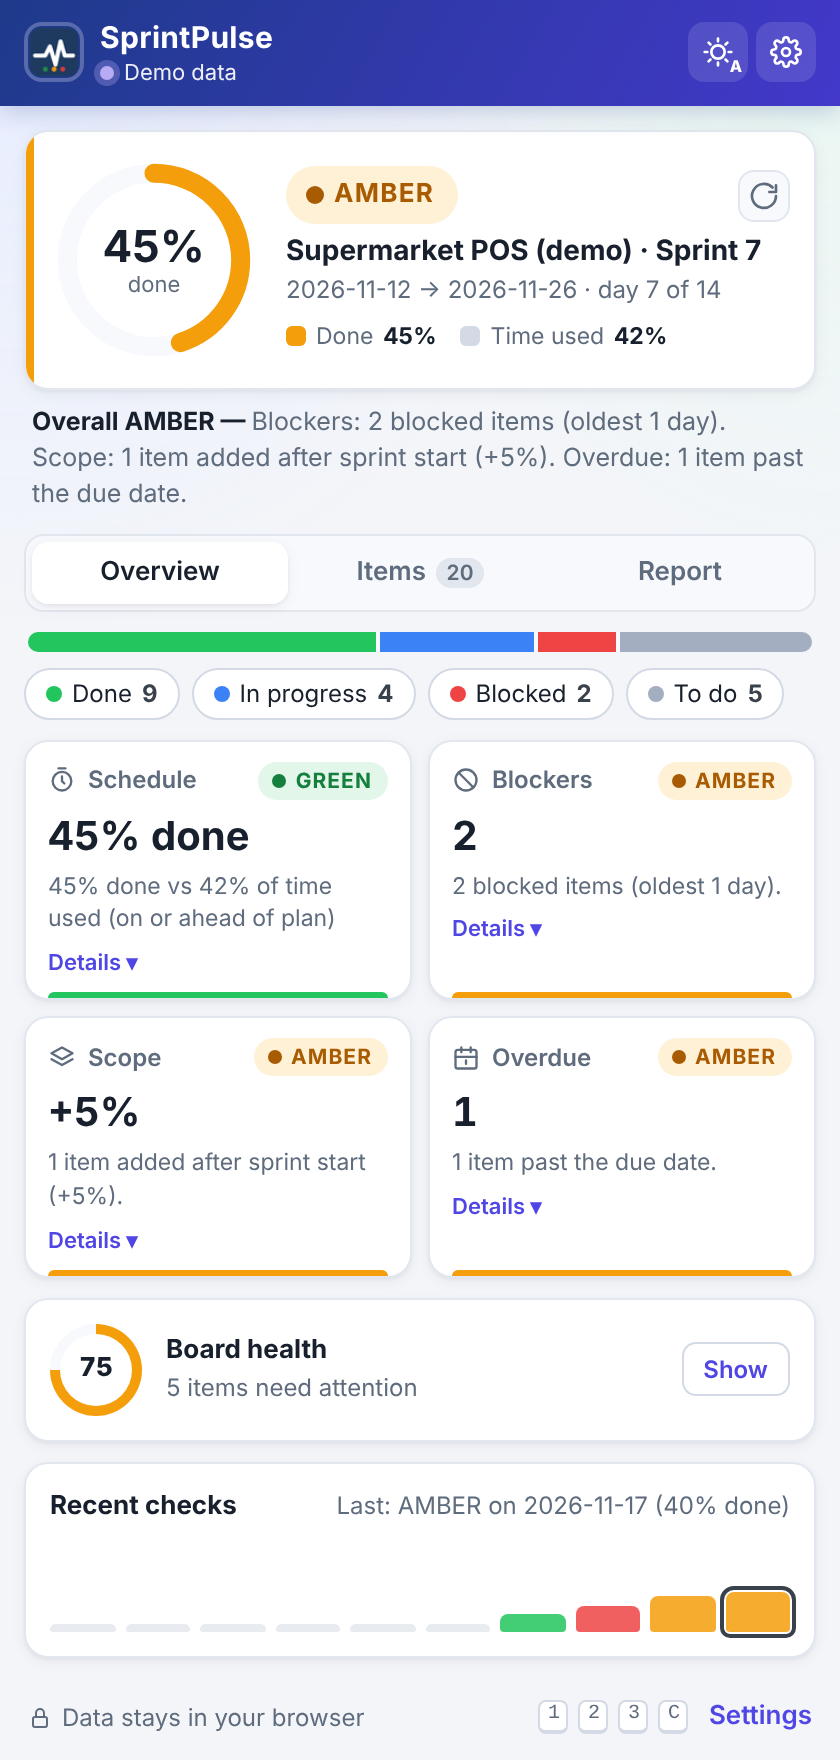 SprintPulse
Demo data
A
45%
done
AMBER
Supermarket POS (demo) · Sprint 7
2026-11-12 → 2026-11-26 · day 7 of 14
Done 45% Time used 42%
Overall AMBER — Blockers: 2 blocked items (oldest 1 day).
Scope: 1 item added after sprint start (+5%). Overdue: 1 item past
the due date.
Overview Items 20 Report
Done 9 In progress 4 Blocked 2 To do 5
Schedule GREEN
45% done
45% done vs 42% of time
used (on or ahead of plan)
Details ▾
Blockers AMBER
2
2 blocked items (oldest 1 day).
Details ▾
Scope AMBER
+5%
1 item added after sprint start
(+5%).
Details ▾
Overdue AMBER
1
1 item past the due date.
Details ▾
75
Board health
5 items need attention
Show
Recent checks Last: AMBER on 2026-11-17 (40% done)
Data stays in your browser 1 2 3 C Settings